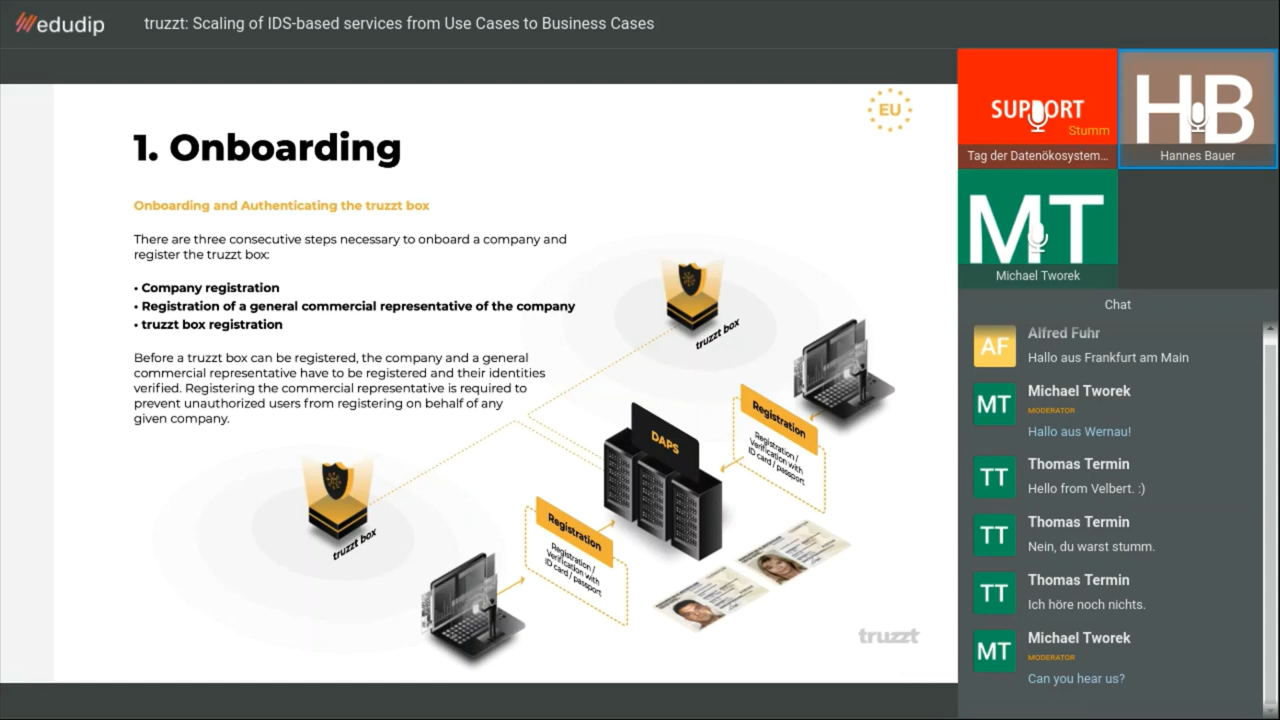 edudip
truzzt: Scaling of IDS-based services from Use Cases to Business Cases
EU
1. Onboarding
Onboarding and Authenticating the truzzt box
There are three consecutive steps necessary to onboard a company and
register the truzzt box:
• Company registration
• Registration of a general commercial representative of the company
• truzzt box registration
Before a truzzt box can be registered, the company and a general
commercial representative have to be registered and their identities
verified. Registering the commercial representative is required to
prevent unauthorized users from registering on behalf of any
given company.
truzzt box
Registration
Registration /
Verification with
ID card / passport
DAPS
truzzt box
Registration
Registration /
Verification with
ID card / passport
truzzt
SUPPORT
Stumm
Tag der Datenökosystem...
HB
Hannes Bauer
MT
Michael Tworek
Chat
AF
Alfred Fuhr
Hallo aus Frankfurt am Main
MT
Michael Tworek
MODERATOR
Hallo aus Wernau!
TT
Thomas Termin
Hello from Velbert. :)
TT
Thomas Termin
Nein, du warst stumm.
TT
Thomas Termin
Ich höre noch nichts.
MT
Michael Tworek
MODERATOR
Can you hear us?